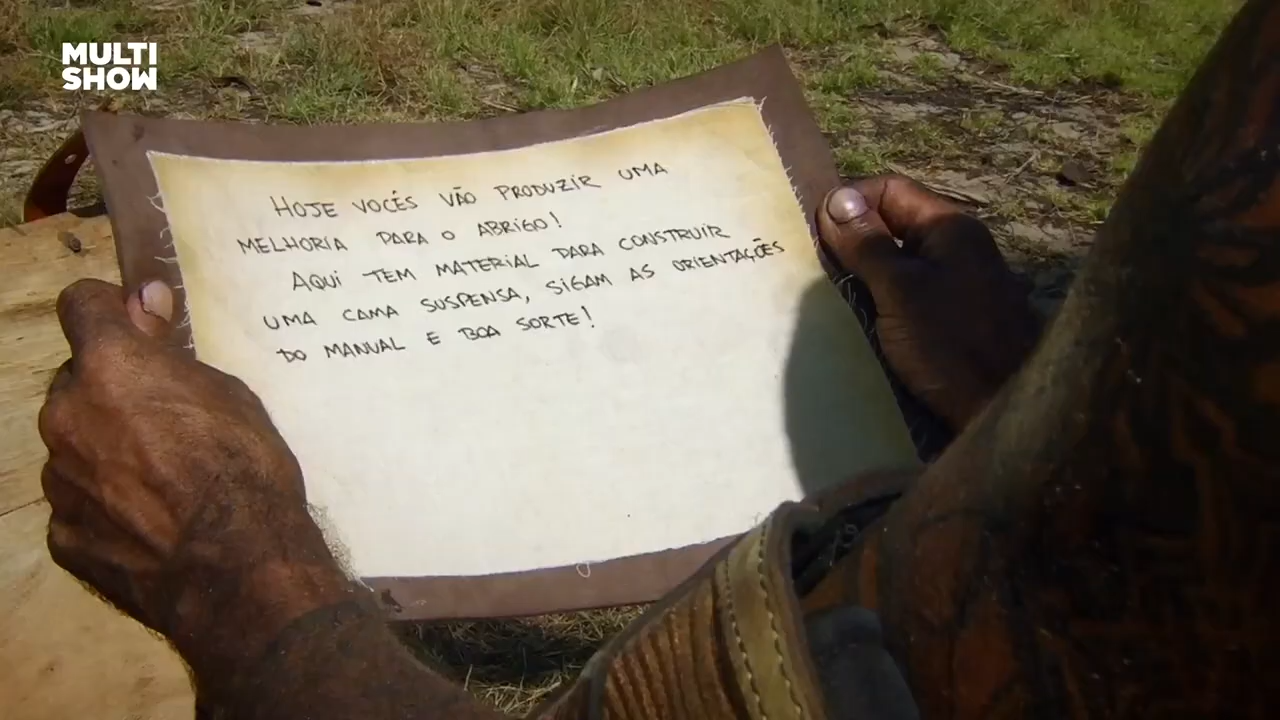 MULTI
SHOW
HOJE VOCÊS VÃO PRODUZIR UMA
MELHORIA PARA O ABRIGO!
AQUI TEM MATERIAL PARA CONSTRUIR
UMA CAMA SUSPENSA, SIGAM AS ORIENTAÇÕES
DO MANUAL E BOA SORTE!